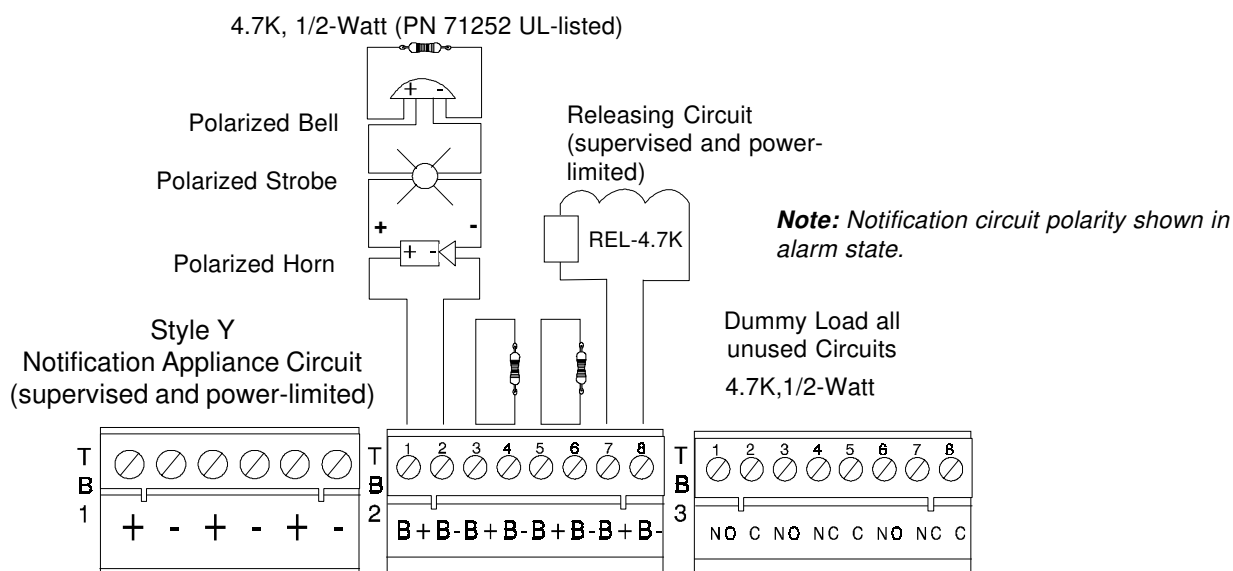 4.7K, 1/2-Watt (PN 71252 UL-listed)
+ -
Polarized Bell
Releasing Circuit
(supervised and power-
limited)
Polarized Strobe
+ -
REL-4.7K
Note: Notification circuit polarity shown in
alarm state.
+ -
Polarized Horn
Style Y
Notification Appliance Circuit
(supervised and power-limited)
Dummy Load all
unused Circuits
4.7K,1/2-Watt
T
B
1
+ - + - + -
T
B
2
1 2 3 4 5 6 7 8
B + B - B + B - B + B - B + B -
T
B
3
1 2 3 4 5 6 7 8
NO C NO NC C NO NC C